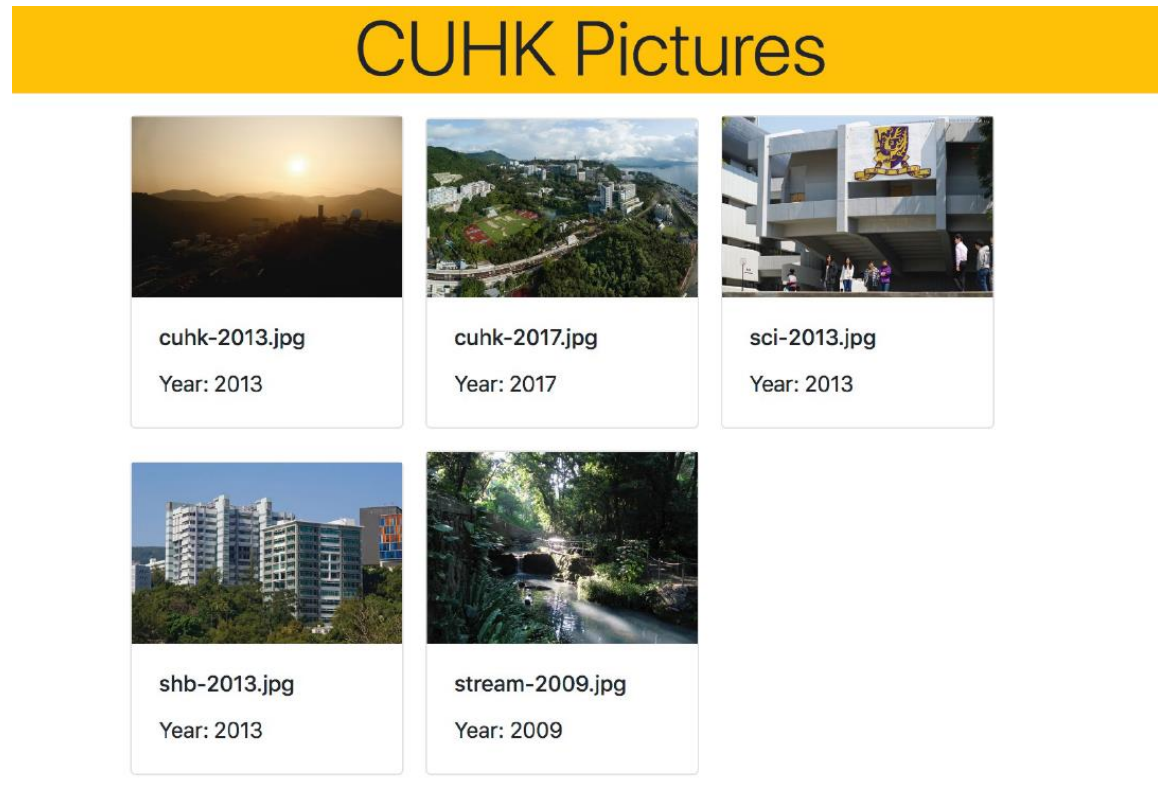 CUHK Pictures
cuhk-2013.jpg
Year: 2013
cuhk-2017.jpg
Year: 2017
sci-2013.jpg
Year: 2013
shb-2013.jpg
Year: 2013
stream-2009.jpg
Year: 2009